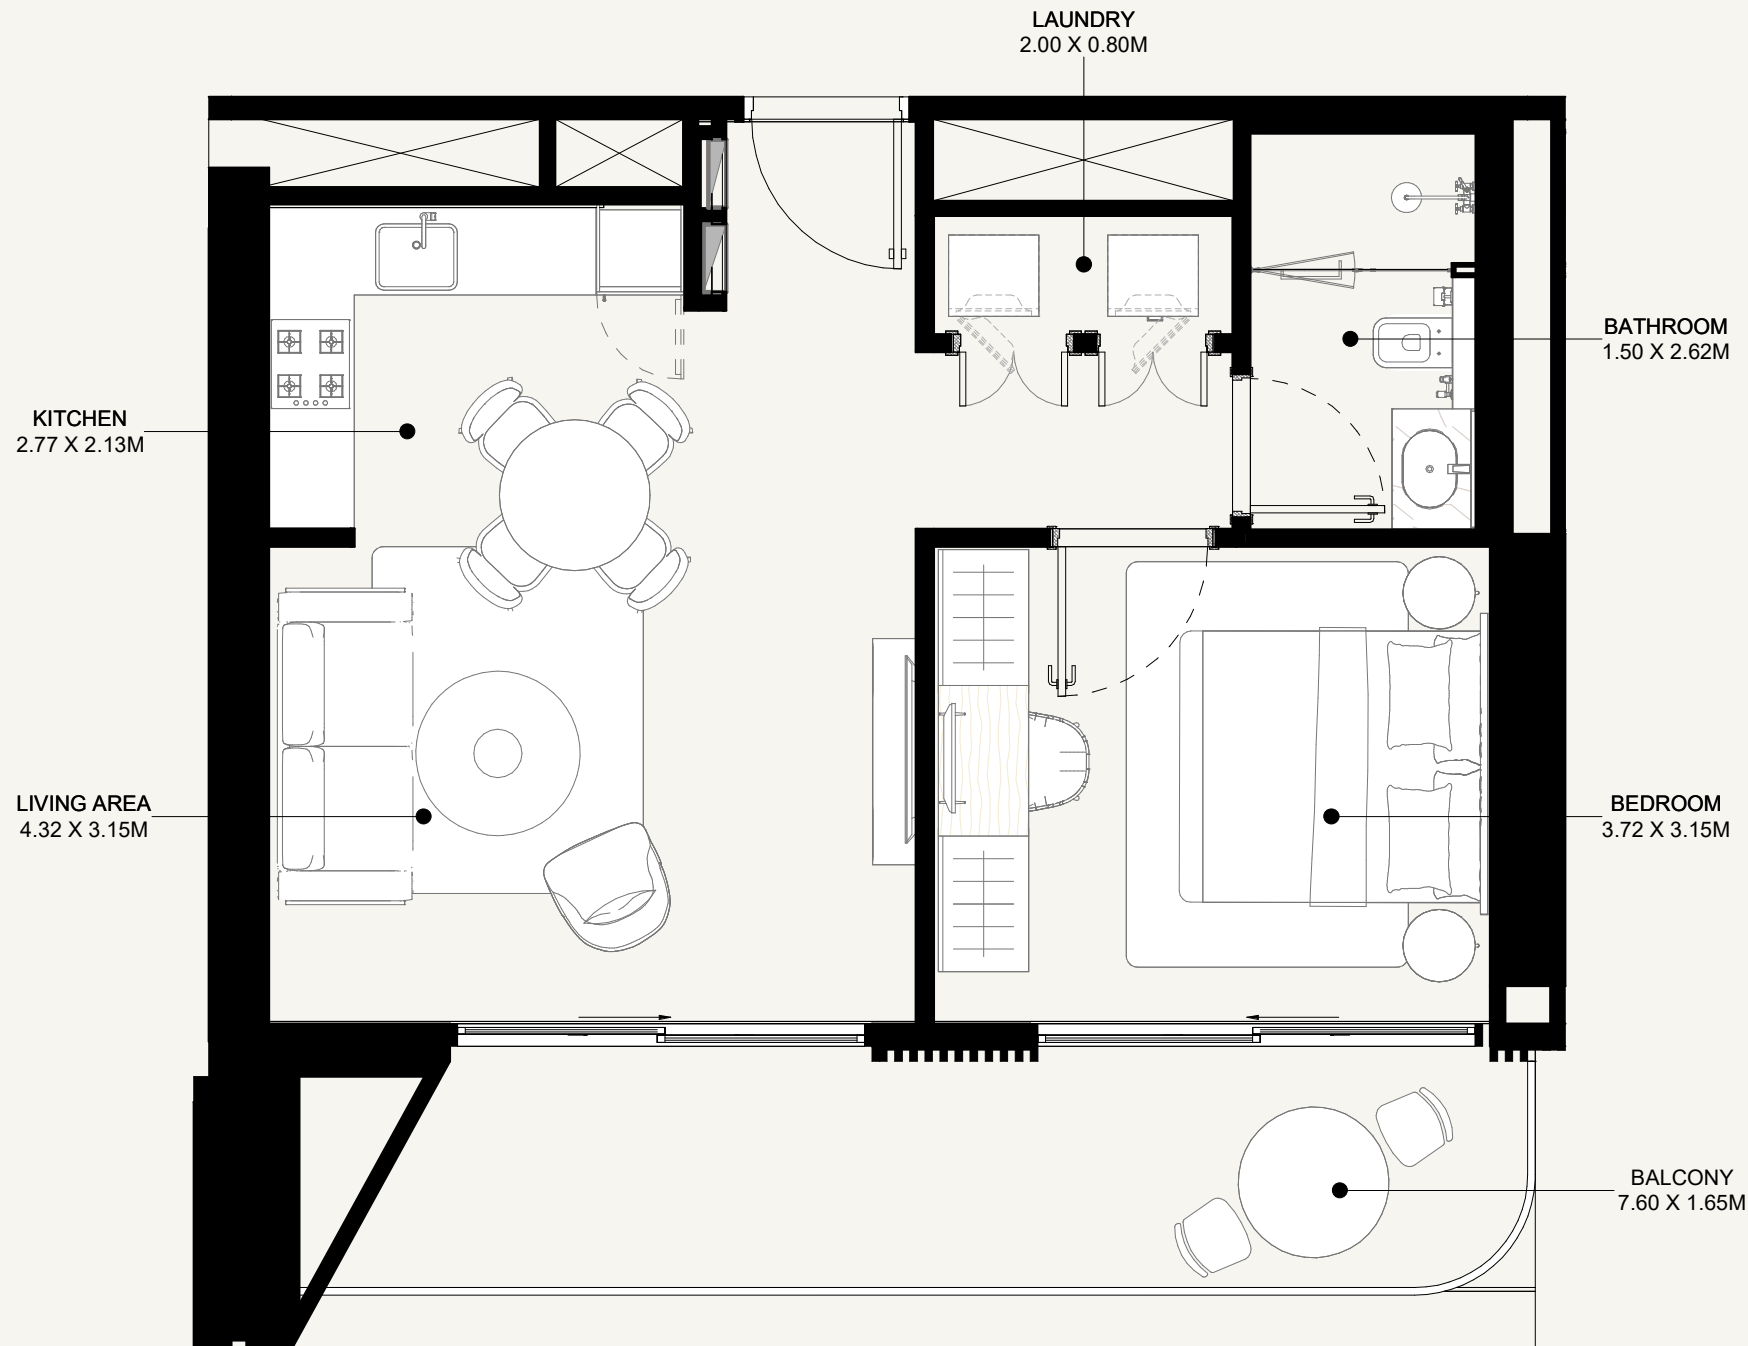 LAUNDRY
2.00 X 0.80M
BATHROOM
1.50 X 2.62M
KITCHEN
2.77 X 2.13M
LIVING AREA
4.32 X 3.15M
BEDROOM
3.72 X 3.15M
BALCONY
7.60 X 1.65M